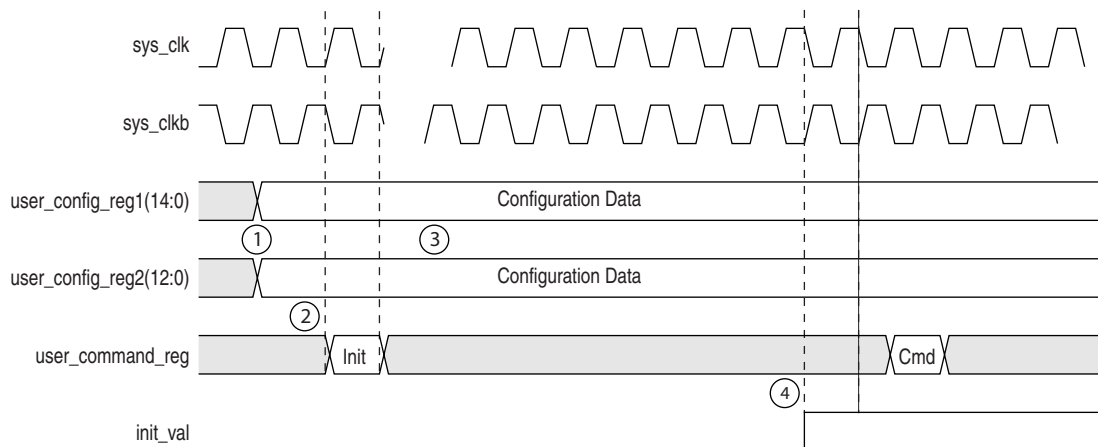 sys_clk
sys_clkb
user_config_reg1(14:0) Configuration Data
1 3
user_config_reg2(12:0) Configuration Data
2
user_command_reg Init Cmd
4
init_val